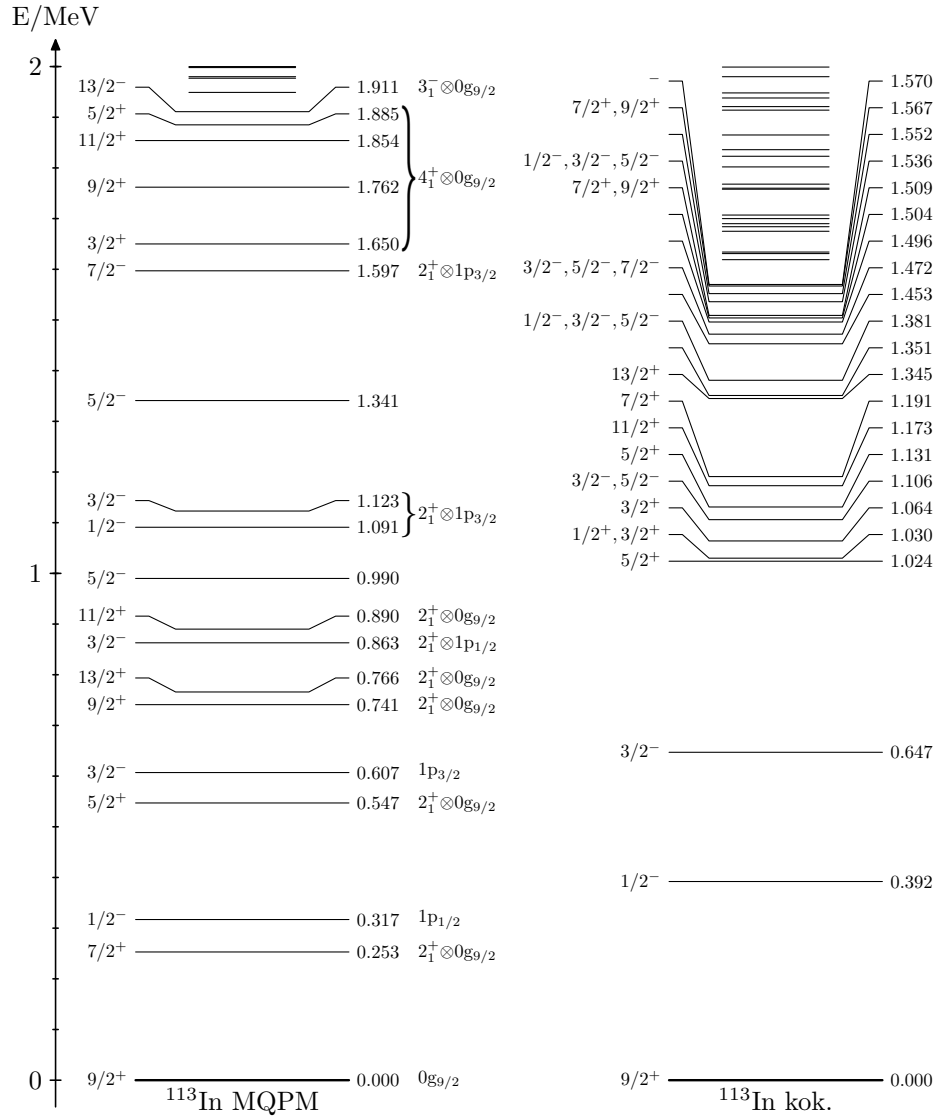 E/MeV
2
1
0
13/2⁻ 1.911 3₁⁻⊗0g₉/₂
5/2⁺ 1.885
11/2⁺ 1.854
4₁⁺⊗0g₉/₂
9/2⁺ 1.762
3/2⁺ 1.650
7/2⁻ 1.597 2₁⁺⊗1p₃/₂
5/2⁻ 1.341
3/2⁻ 1.123
2₁⁺⊗1p₃/₂
1/2⁻ 1.091
5/2⁻ 0.990
11/2⁺ 0.890 2₁⁺⊗0g₉/₂
3/2⁻ 0.863 2₁⁺⊗1p₁/₂
13/2⁺ 0.766 2₁⁺⊗0g₉/₂
9/2⁺ 0.741 2₁⁺⊗0g₉/₂
3/2⁻ 0.607 1p₃/₂
5/2⁺ 0.547 2₁⁺⊗0g₉/₂
1/2⁻ 0.317 1p₁/₂
7/2⁺ 0.253 2₁⁺⊗0g₉/₂
9/2⁺ 0.000 0g₉/₂
¹¹³In MQPM
– 1.570
7/2⁺, 9/2⁺ 1.567
1.552
1/2⁻, 3/2⁻, 5/2⁻ 1.536
7/2⁺, 9/2⁺ 1.509
1.504
1.496
3/2⁻, 5/2⁻, 7/2⁻ 1.472
1.453
1/2⁻, 3/2⁻, 5/2⁻ 1.381
1.351
13/2⁺ 1.345
7/2⁺ 1.191
11/2⁺ 1.173
5/2⁺ 1.131
3/2⁻, 5/2⁻ 1.106
3/2⁺ 1.064
1/2⁺, 3/2⁺ 1.030
5/2⁺ 1.024
3/2⁻ 0.647
1/2⁻ 0.392
9/2⁺ 0.000
¹¹³In kok.